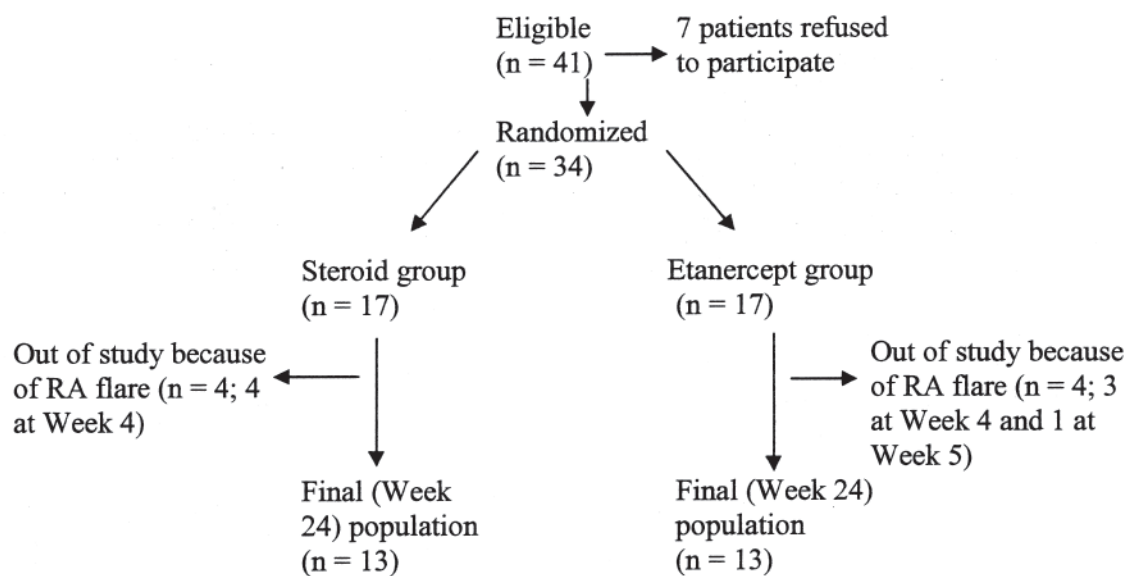 Eligible
(n = 41)
7 patients refused
to participate
Randomized
(n = 34)
Steroid group
(n = 17)
Etanercept group
(n = 17)
Out of study because
of RA flare (n = 4; 4
at Week 4)
Out of study because
of RA flare (n = 4; 3
at Week 4 and 1 at
Week 5)
Final (Week
24) population
(n = 13)
Final (Week 24)
population
(n = 13)